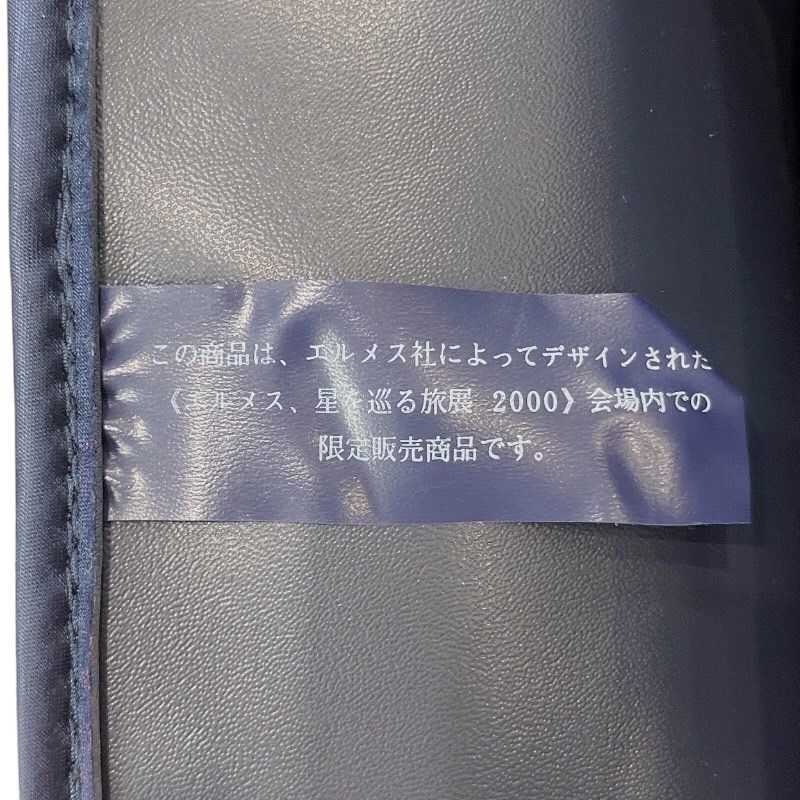 この商品は、エルメス社によってデザインされた
《エルメス、星を巡る旅展 2000》会場内での
限定販売商品です。